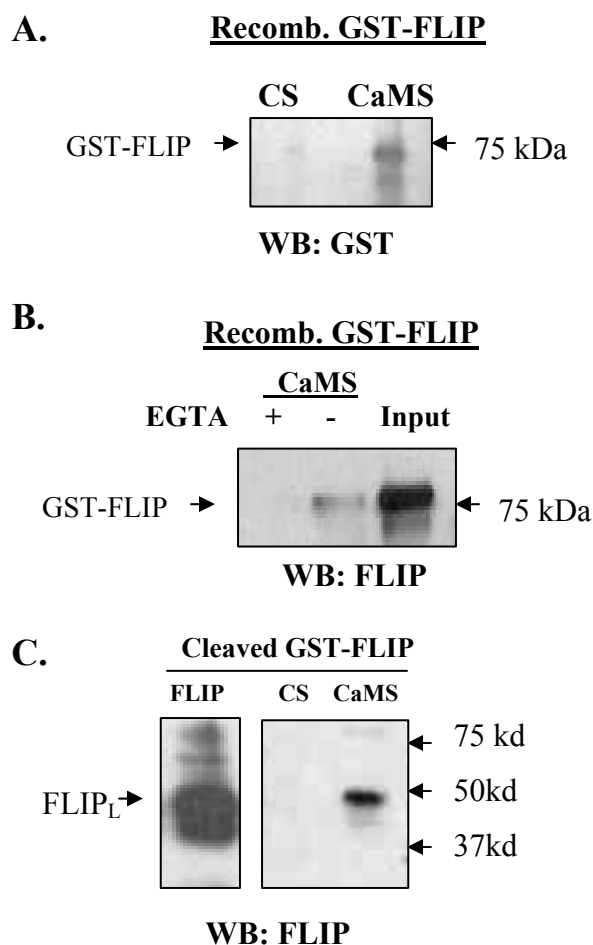 A.
Recomb. GST-FLIP
CS CaMS
GST-FLIP 75 kDa
WB: GST
B.
Recomb. GST-FLIP
CaMS
EGTA + - Input
GST-FLIP 75 kDa
WB: FLIP
C.
Cleaved GST-FLIP
FLIP CS CaMS
75 kd
FLIPL 50kd
37kd
WB: FLIP